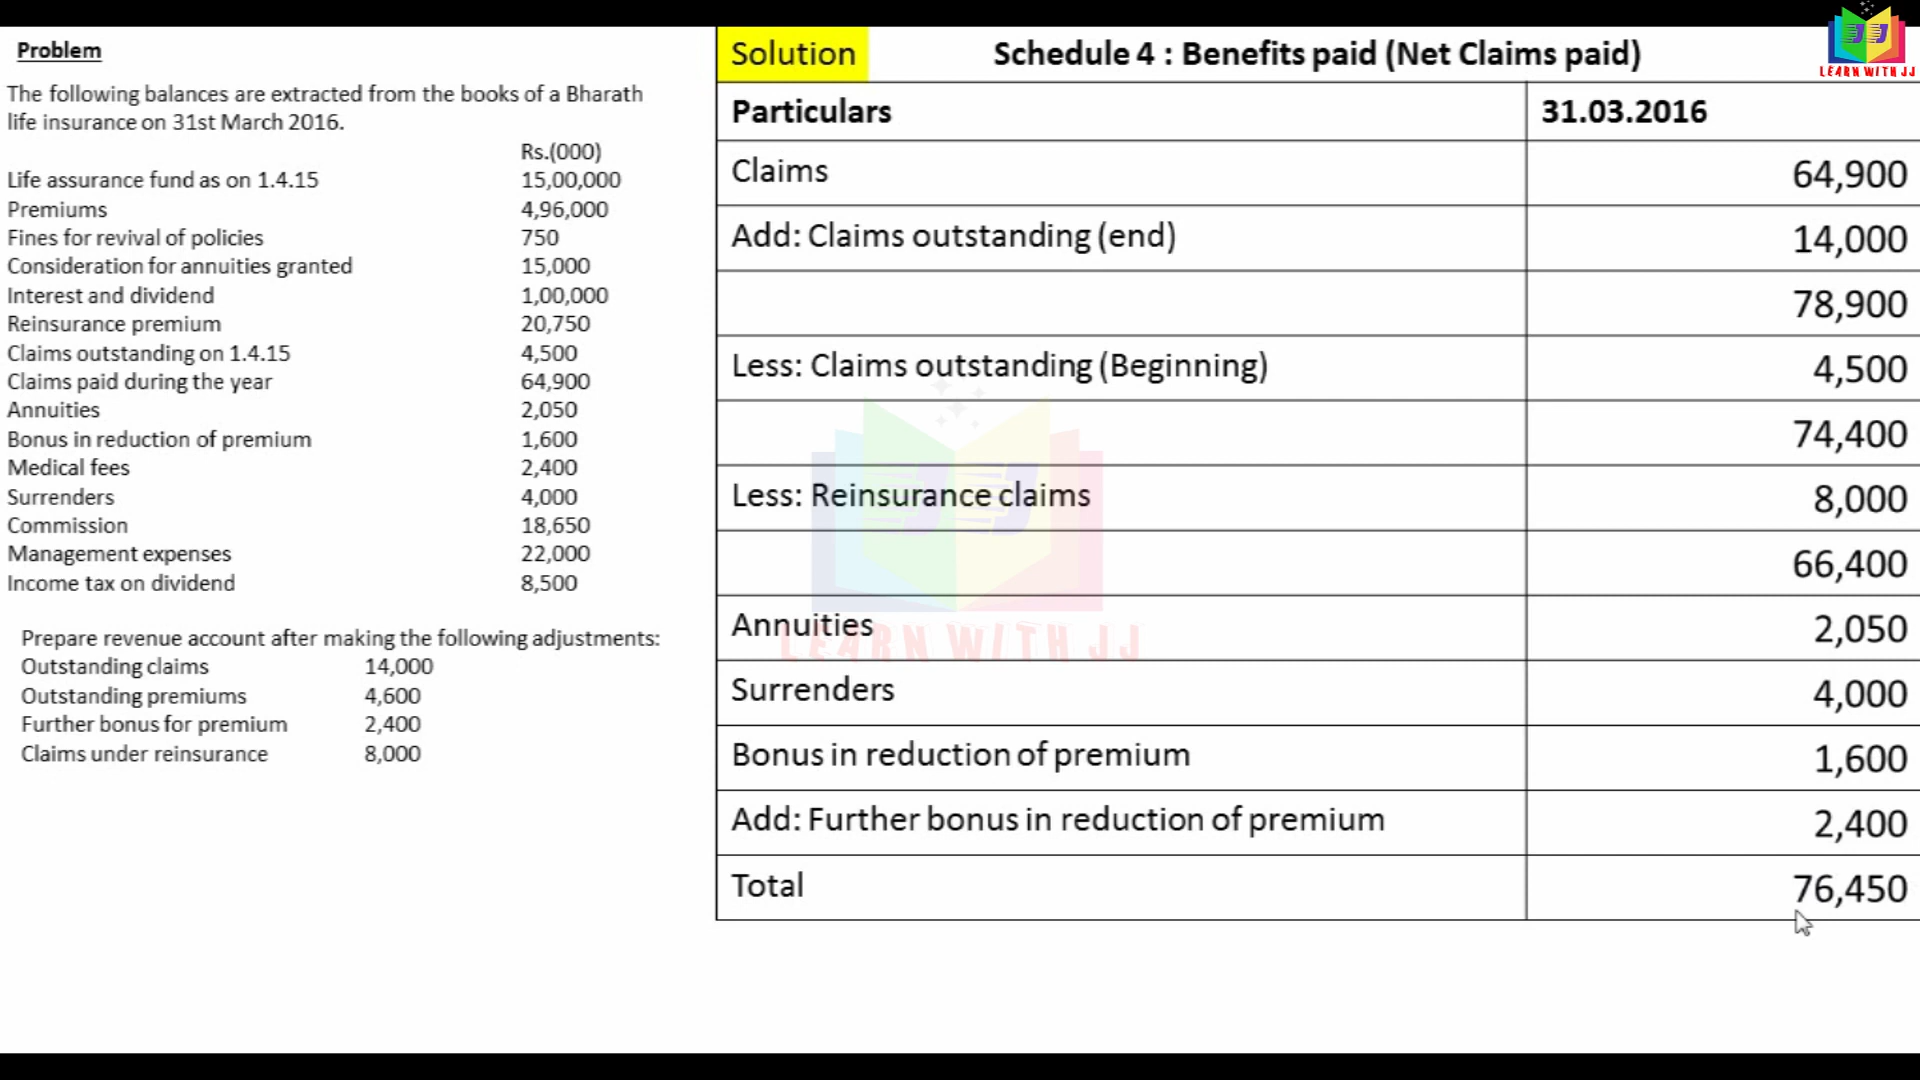 Problem
The following balances are extracted from the books of a Bharath
life insurance on 31st March 2016.
Rs.(000)
Life assurance fund as on 1.4.15 15,00,000
Premiums 4,96,000
Fines for revival of policies 750
Consideration for annuities granted 15,000
Interest and dividend 1,00,000
Reinsurance premium 20,750
Claims outstanding on 1.4.15 4,500
Claims paid during the year 64,900
Annuities 2,050
Bonus in reduction of premium 1,600
Medical fees 2,400
Surrenders 4,000
Commission 18,650
Management expenses 22,000
Income tax on dividend 8,500
Prepare revenue account after making the following adjustments:
Outstanding claims 14,000
Outstanding premiums 4,600
Further bonus for premium 2,400
Claims under reinsurance 8,000
Solution Schedule 4 : Benefits paid (Net Claims paid)
Particulars 31.03.2016
Claims 64,900
Add: Claims outstanding (end) 14,000
78,900
Less: Claims outstanding (Beginning) 4,500
74,400
Less: Reinsurance claims 8,000
66,400
Annuities 2,050
Surrenders 4,000
Bonus in reduction of premium 1,600
Add: Further bonus in reduction of premium 2,400
Total 76,450
JJ
LEARN WITH JJ
JJ
LEARN WITH JJ